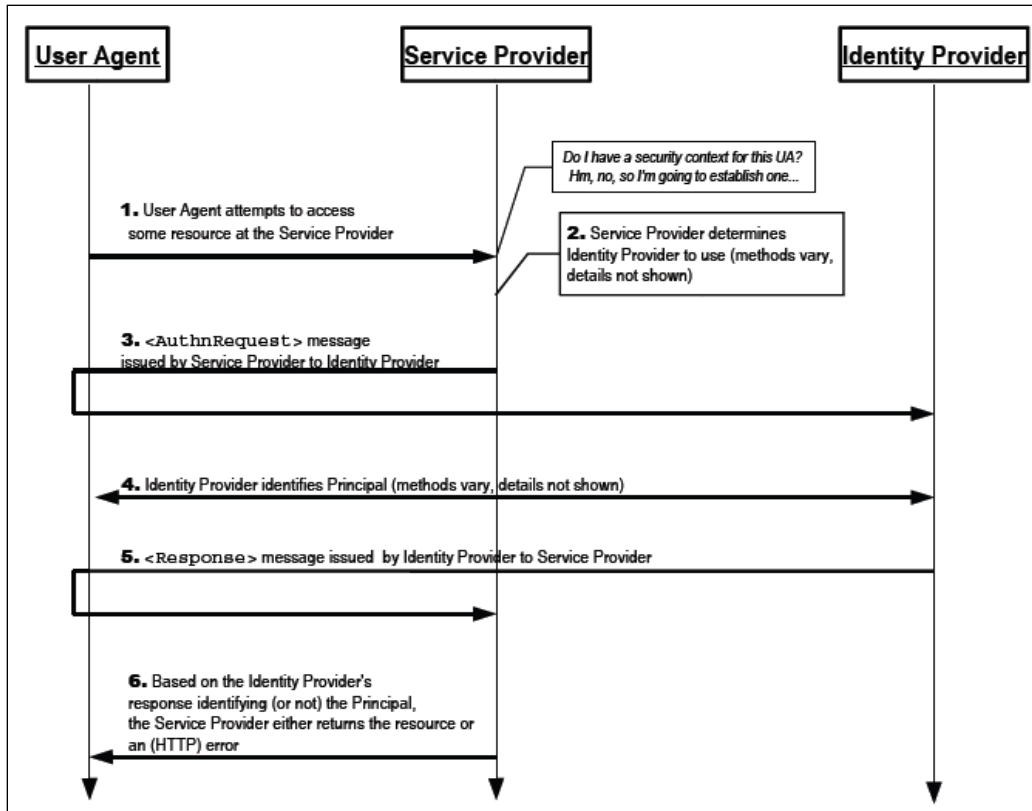 User Agent
Service Provider
Identity Provider
Do I have a security context for this UA?
Hm, no, so I'm going to establish one...
1. User Agent attempts to access
some resource at the Service Provider
2. Service Provider determines
Identity Provider to use (methods vary,
details not shown)
3. <AuthnRequest> message
issued by Service Provider to Identity Provider
4. Identity Provider identifies Principal (methods vary, details not shown)
5. <Response> message issued by Identity Provider to Service Provider
6. Based on the Identity Provider's
response identifying (or not) the Principal,
the Service Provider either returns the resource or
an (HTTP) error